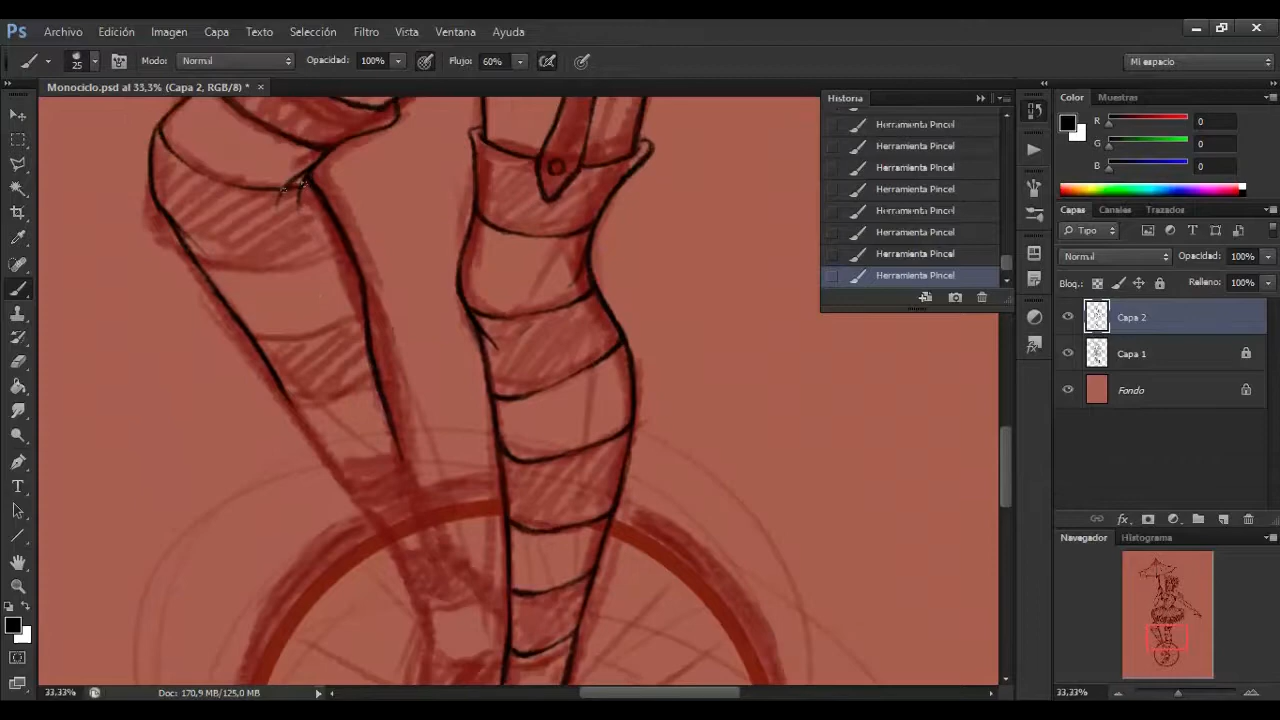 Ps Archivo Edición Imagen Capa Texto Selección Filtro Vista Ventana Ayuda
25 Modo: Normal Opacidad: 100% Flujo: 60% Mi espacio
Monociclo.psd al 33,3% (Capa 2, RGB/8) *
Historia
Herramienta Pincel
Herramienta Pincel
Herramienta Pincel
Herramienta Pincel
Herramienta Pincel
Herramienta Pincel
Herramienta Pincel
Herramienta Pincel
Color Muestras
R 0
G 0
B 0
Capas Canales Trazados
Tipo
Normal Opacidad: 100%
Bloq.: Relleno: 100%
Capa 2
Capa 1
Fondo
fx
Navegador Histograma
33,33%
33,33% Doc: 170,9 MB/125,0 MB